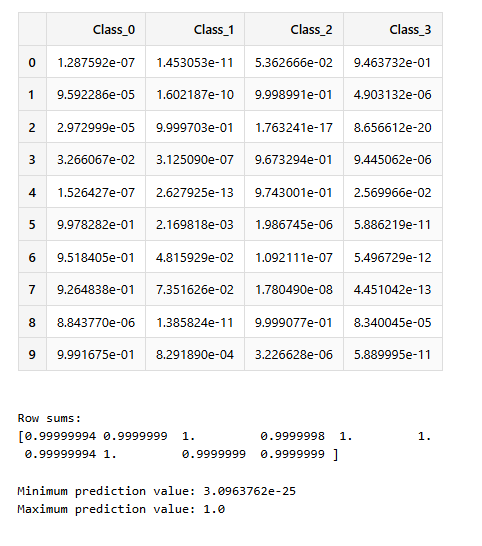 Class_0 Class_1 Class_2 Class_3
0 1.287592e-07 1.453053e-11 5.362666e-02 9.463732e-01
1 9.592286e-05 1.602187e-10 9.998991e-01 4.903132e-06
2 2.972999e-05 9.999703e-01 1.763241e-17 8.656612e-20
3 3.266067e-02 3.125090e-07 9.673294e-01 9.445062e-06
4 1.526427e-07 2.627925e-13 9.743001e-01 2.569966e-02
5 9.978282e-01 2.169818e-03 1.986745e-06 5.886219e-11
6 9.518405e-01 4.815929e-02 1.092111e-07 5.496729e-12
7 9.264838e-01 7.351626e-02 1.780490e-08 4.451042e-13
8 8.843770e-06 1.385824e-11 9.999077e-01 8.340045e-05
9 9.991675e-01 8.291890e-04 3.226628e-06 5.889995e-11
Row sums:
[0.99999994 0.9999999  1.         0.9999998  1.         1.
 0.99999994 1.         0.9999999  0.9999999 ]
Minimum prediction value: 3.0963762e-25
Maximum prediction value: 1.0